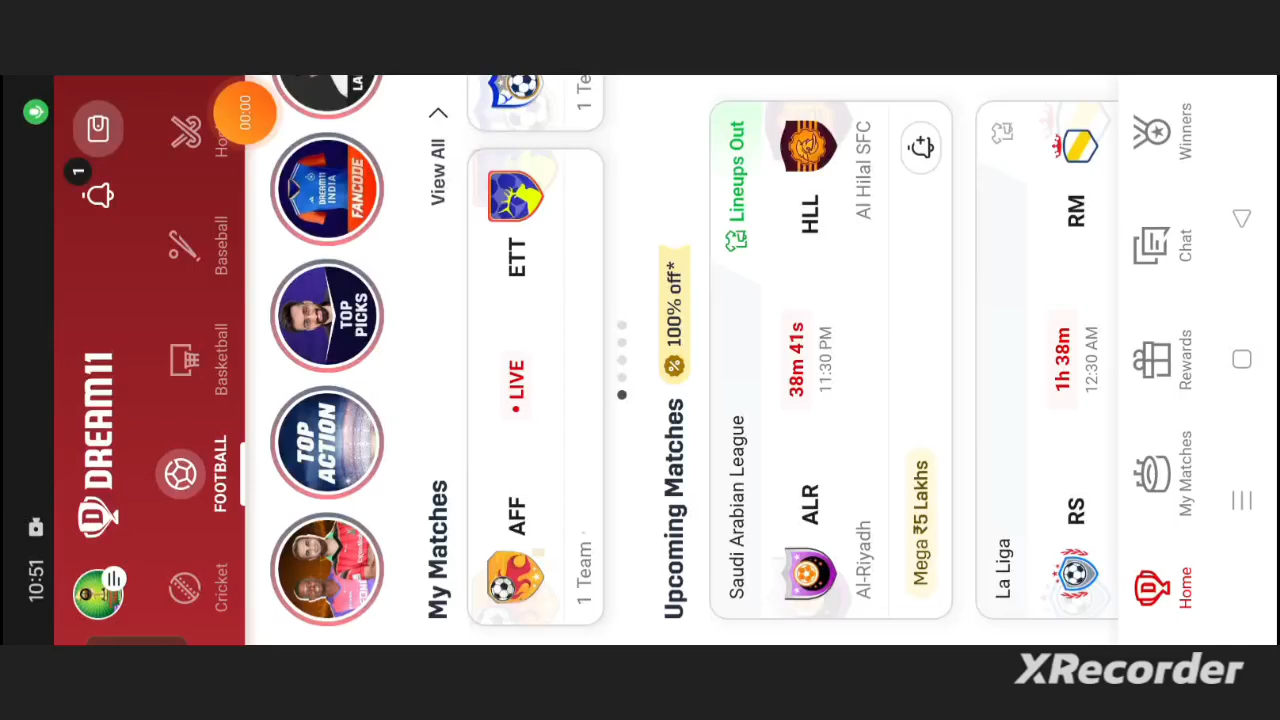 10:51
DREAM11
1
00:00
Cricket
FOOTBALL
Basketball
Baseball
TOP ACTION
TOP PICKS
DREAM11 INDIA
FANCODE
My Matches
View All
AFF
• LIVE
ETT
1 Team
Upcoming Matches
100% off*
Saudi Arabian League
Lineups Out
ALR
38m 41s
HLL
Al-Riyadh
11:30 PM
Al Hilal SFC
Mega ₹5 Lakhs
La Liga
RS
1h 38m
RM
12:30 AM
Home
My Matches
Rewards
Chat
Winners
XRecorder